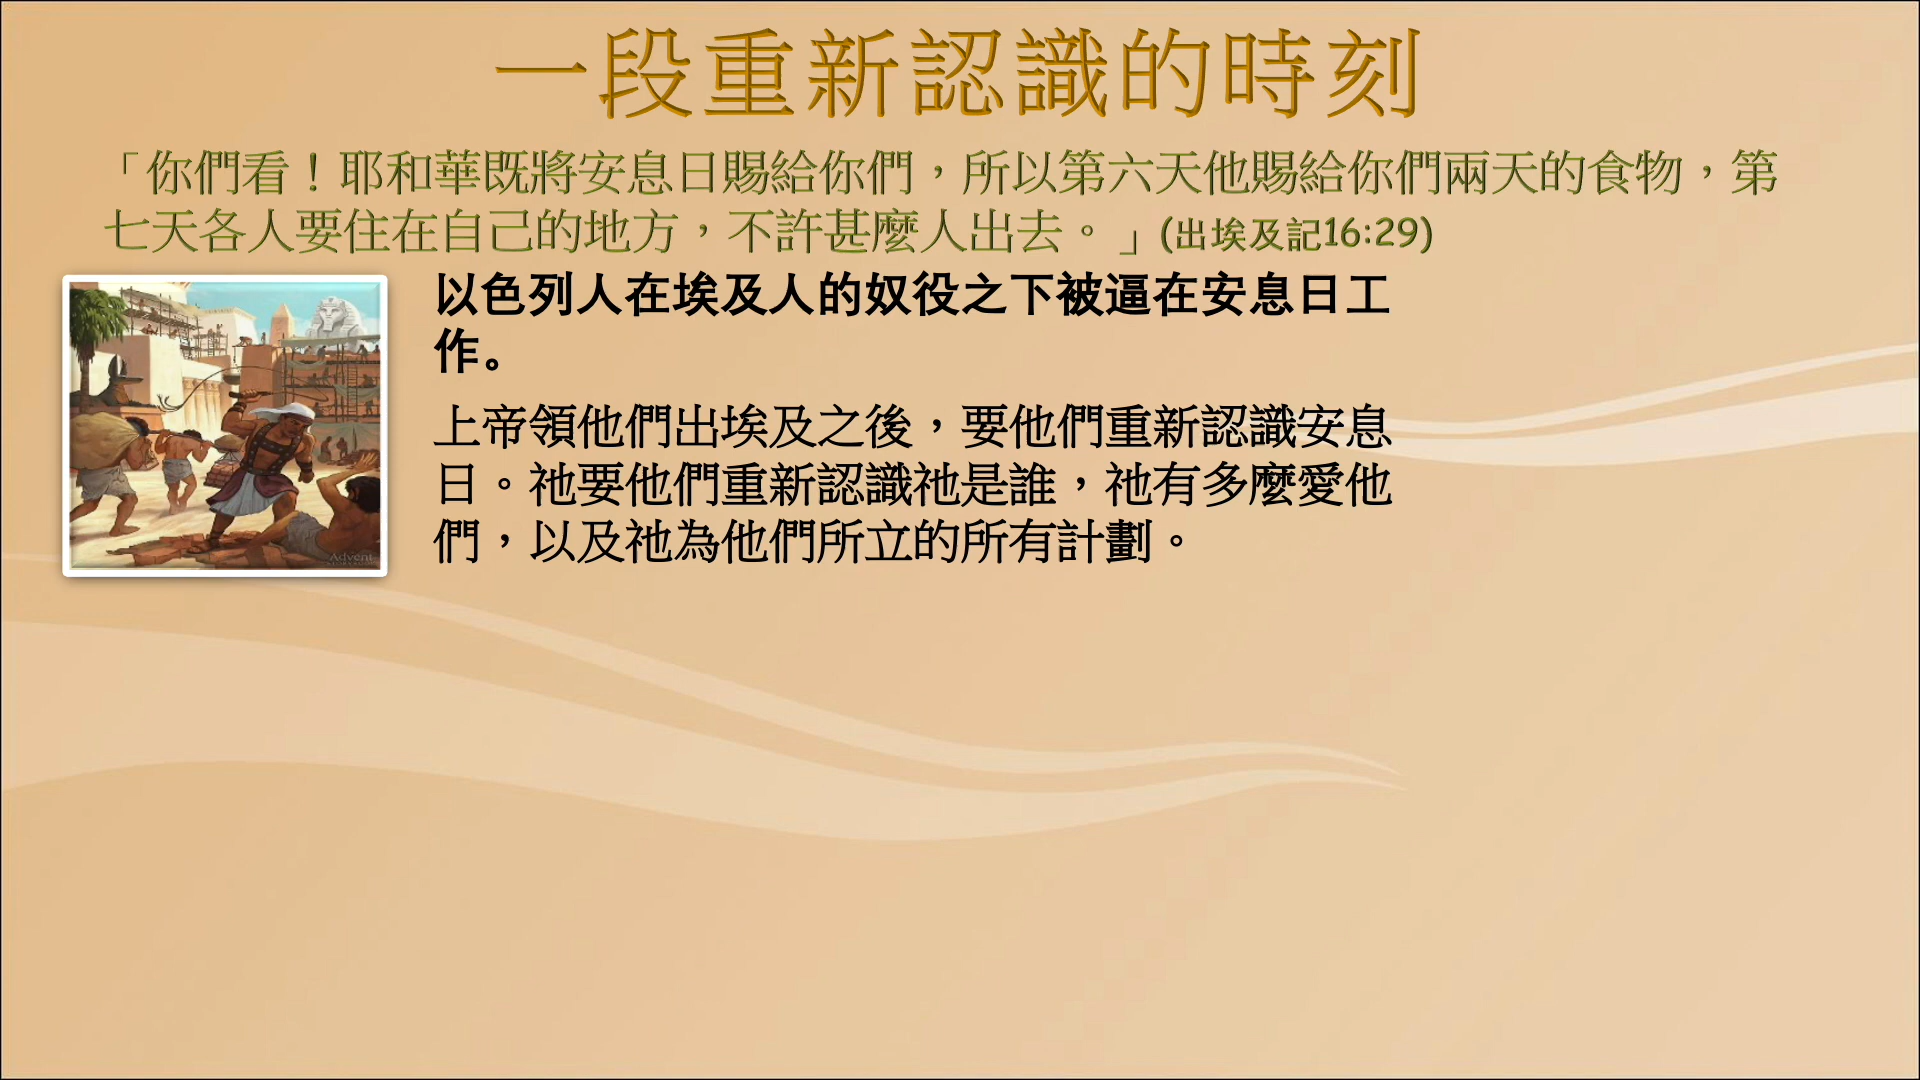 一段重新認識的時刻
「你們看！耶和華既將安息日賜給你們，所以第六天他賜給你們兩天的食物，第
七天各人要住在自己的地方，不許甚麼人出去。」(出埃及記16:29)
以色列人在埃及人的奴役之下被逼在安息日工
作。
上帝領他們出埃及之後，要他們重新認識安息
日。祂要他們重新認識祂是誰，祂有多麼愛他
們，以及祂為他們所立的所有計劃。
Advent